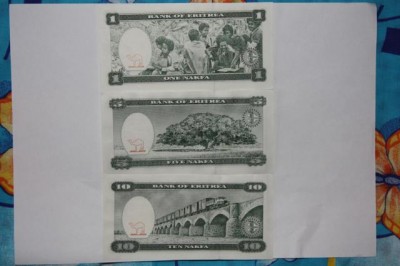 1 BANK OF ERITREA 1
1 ONE NAKFA 1
5 BANK OF ERITREA 5
5 FIVE NAKFA 5
10 BANK OF ERITREA 10
10 TEN NAKFA 10